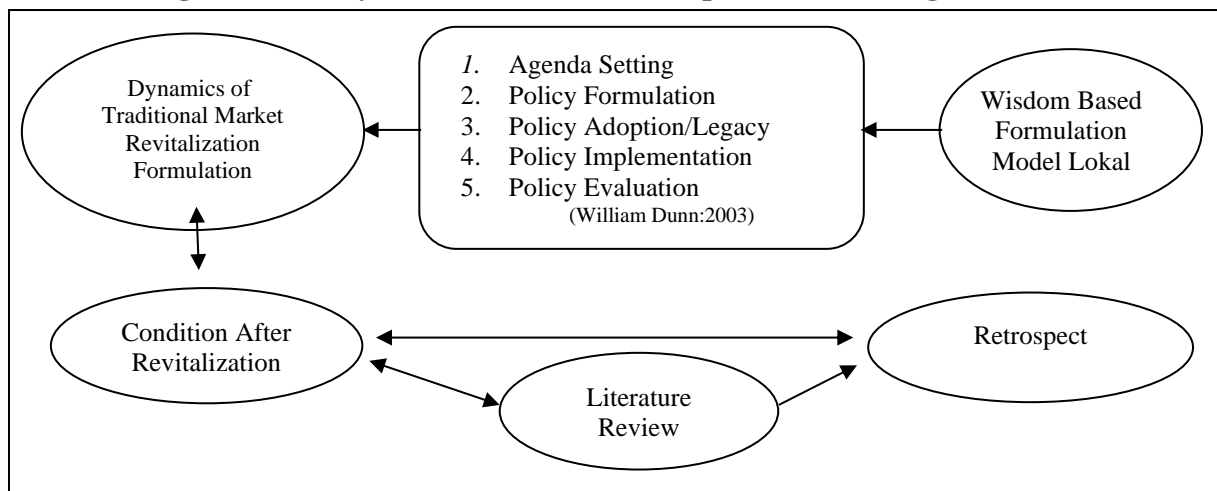 Dynamics of
Traditional Market
Revitalization
Formulation
1. Agenda Setting
2. Policy Formulation
3. Policy Adoption/Legacy
4. Policy Implementation
5. Policy Evaluation
(William Dunn:2003)
Wisdom Based
Formulation
Model Lokal
Condition After
Revitalization
Retrospect
Literature
Review